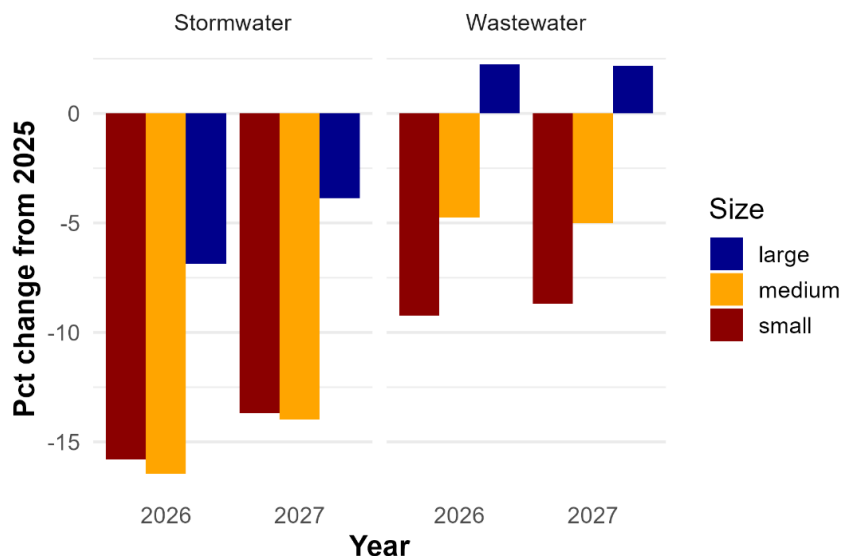 Stormwater
Wastewater
Pct change from 2025
0
-5
-10
-15
2026
2027
2026
2027
Year
Size
large
medium
small